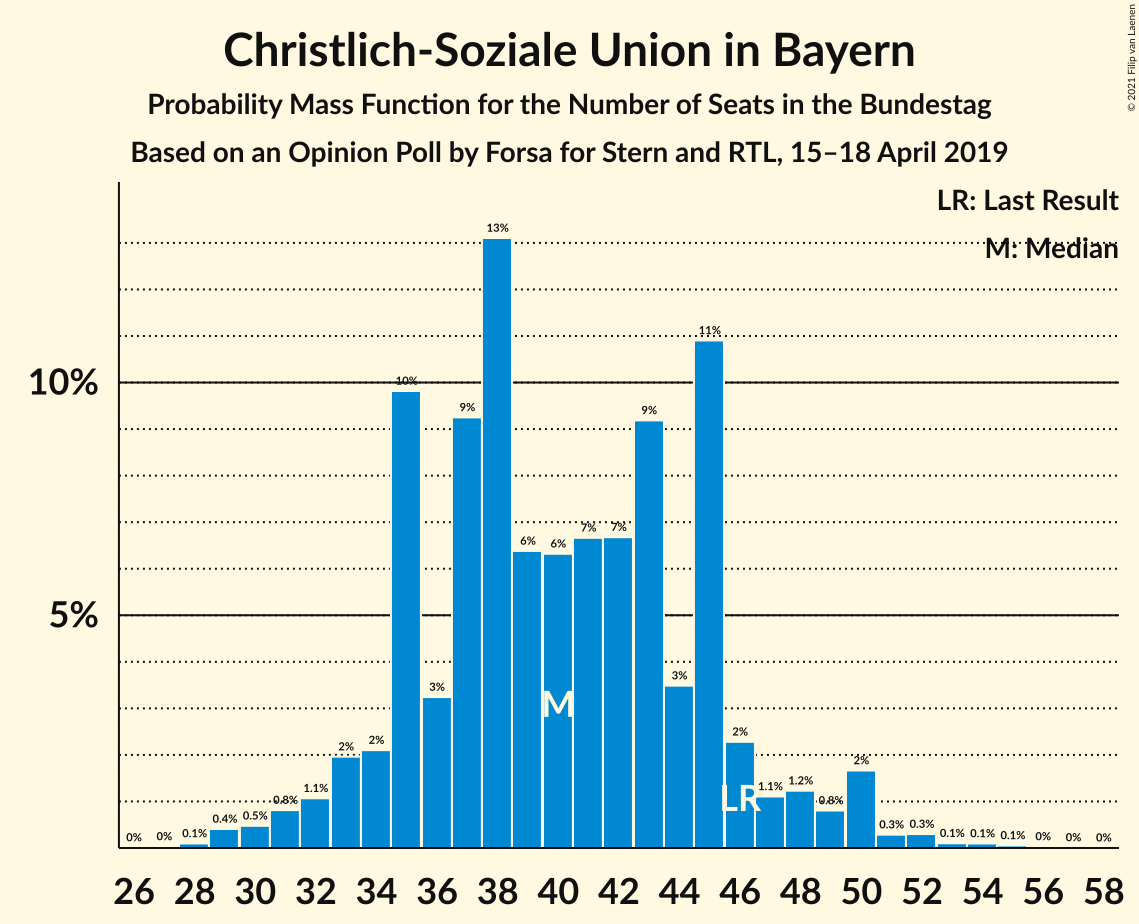 © 2021 Filip van Laenen
Christlich-Soziale Union in Bayern
Probability Mass Function for the Number of Seats in the Bundestag
Based on an Opinion Poll by Forsa for Stern and RTL, 15–18 April 2019
LR: Last Result
M: Median
10%
5%
0% 0% 0.1% 0.4% 0.5% 0.8% 1.1% 2% 2% 10% 3% 9% 13% 6% 6% 7% 7% 9% 3% 11% 2% 1.1% 1.2% 0.8% 2% 0.3% 0.3% 0.1% 0.1% 0.1% 0% 0% 0%
M
LR
26 28 30 32 34 36 38 40 42 44 46 48 50 52 54 56 58